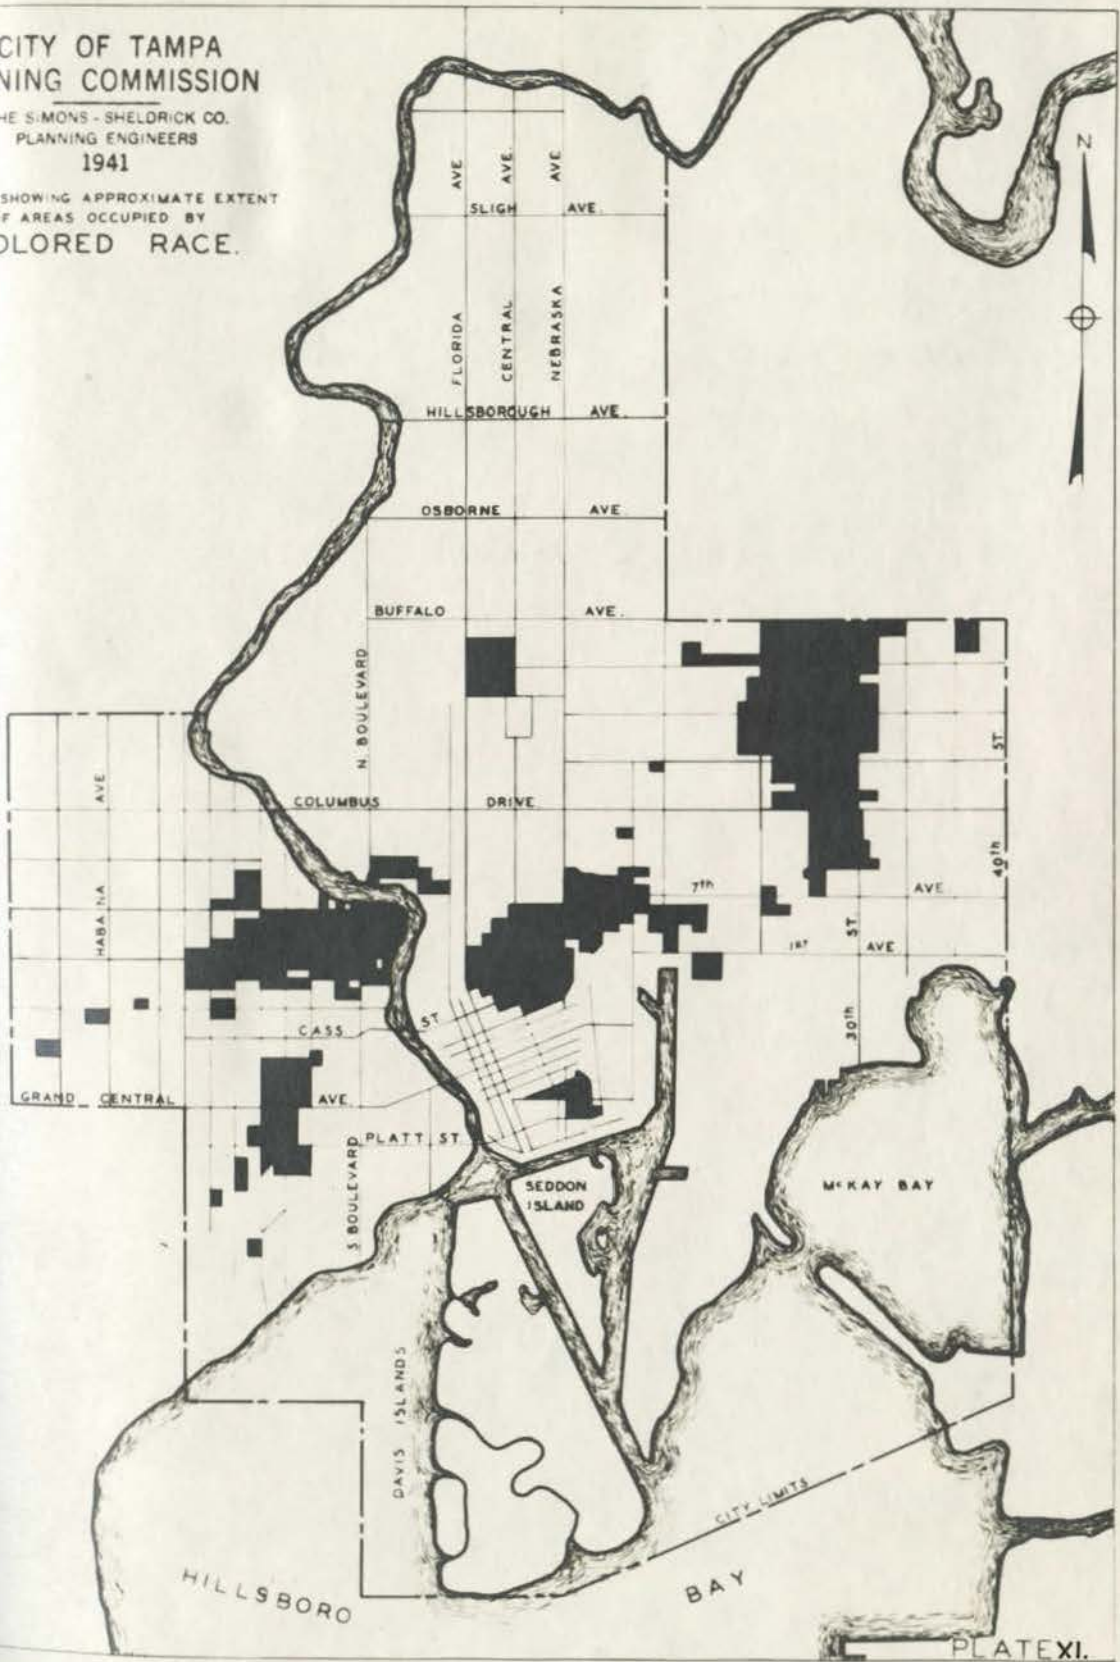 CITY OF TAMPA
NING COMMISSION
HE SIMONS - SHELDRICK CO.
PLANNING ENGINEERS
1941
SHOWING APPROXIMATE EXTENT
F AREAS OCCUPIED BY
OLORED RACE.
N
AVE
AVE.
AVE
SLIGH AVE.
FLORIDA
CENTRAL
NEBRASKA
HILLSBOROUGH AVE.
OSBORNE AVE.
BUFFALO AVE.
N. BOULEVARD
ST
AVE
COLUMBUS DRIVE
40th
HABANA
7th AVE
ST
1ST AVE
30th
CASS ST
GRAND CENTRAL AVE.
PLATT ST.
S BOULEVARD
SEDDON
ISLAND
McKAY BAY
DAVIS ISLANDS
CITY LIMITS
HILLSBORO BAY
PLATE XI.